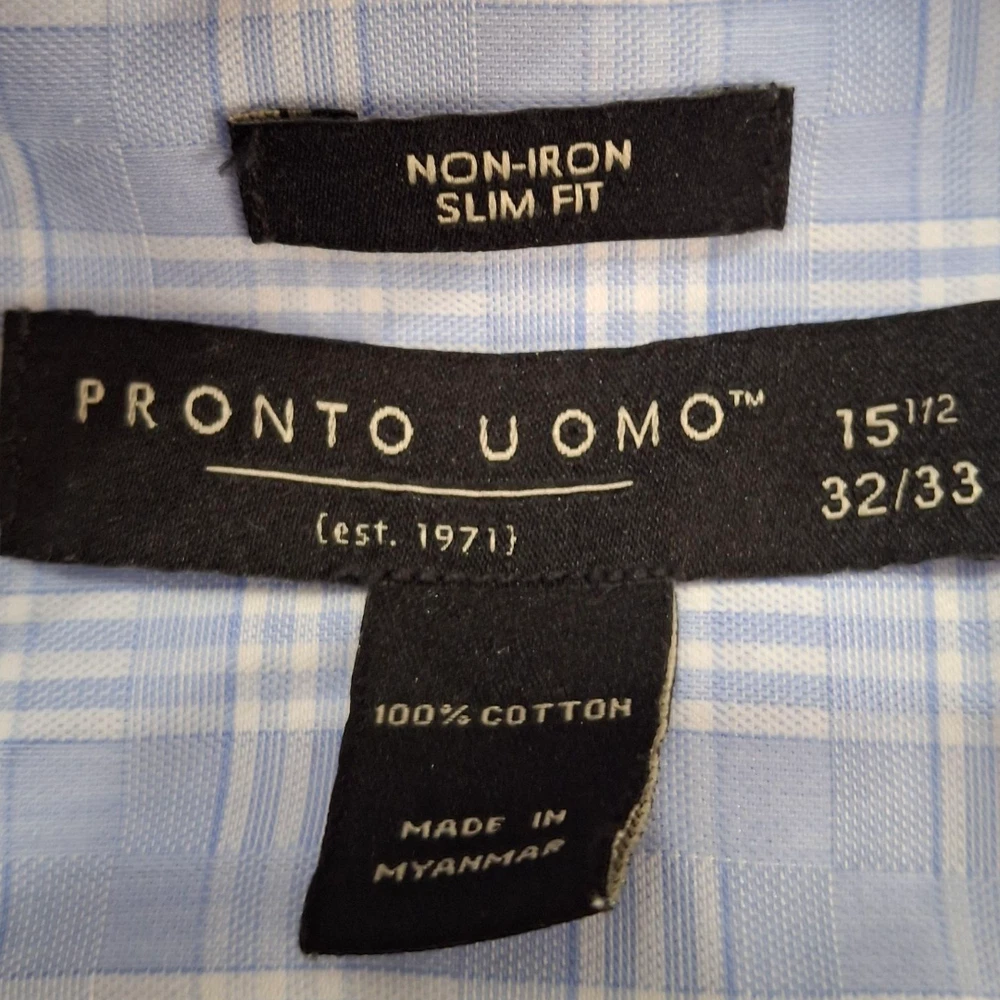 NON-IRON
SLIM FIT
PRONTO UOMO™
{est. 1971}
15 1/2
32/33
100% COTTON
MADE IN
MYANMAR